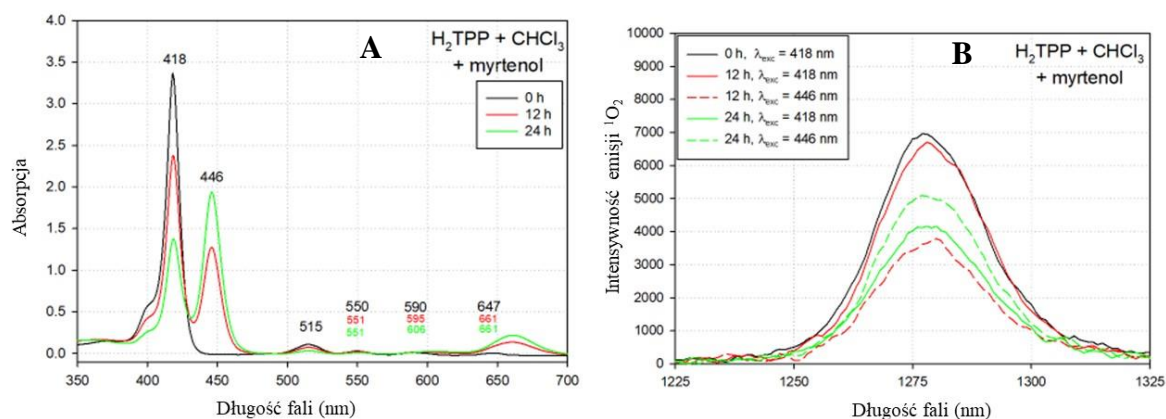 A
H₂TPP + CHCl₃
+ myrtenol
0 h
12 h
24 h
418
446
515
550
551
551
590
595
606
647
661
661
4.0
3.5
3.0
2.5
2.0
1.5
1.0
0.5
0.0
Absorpcja
350 400 450 500 550 600 650 700
Długość fali (nm)
B
H₂TPP + CHCl₃
+ myrtenol
0 h, λexc = 418 nm
12 h, λexc = 418 nm
12 h, λexc = 446 nm
24 h, λexc = 418 nm
24 h, λexc = 446 nm
10000
9000
8000
7000
6000
5000
4000
3000
2000
1000
0
Intensywność emisji ¹O₂
1225 1250 1275 1300 1325
Długość fali (nm)